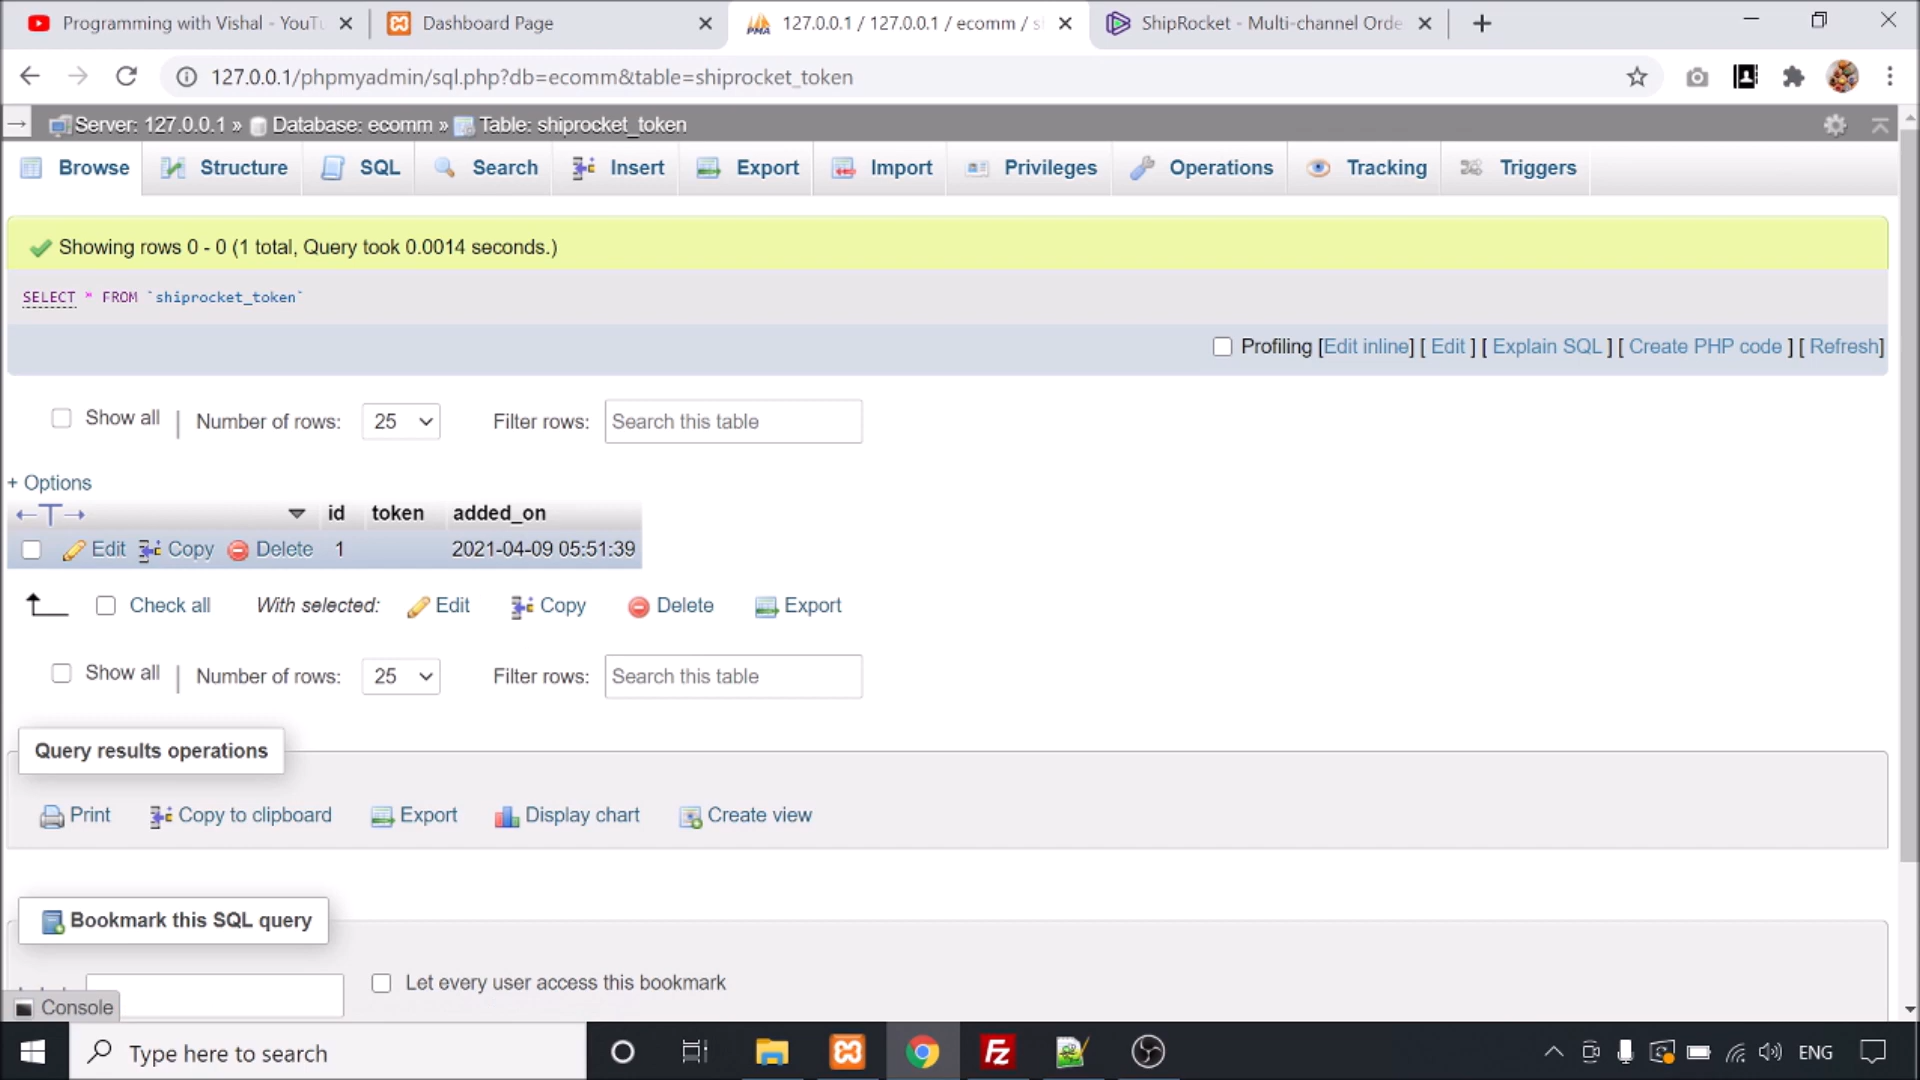 Programming with Vishal - YouTu
Dashboard Page
127.0.0.1 / 127.0.0.1 / ecomm / s
ShipRocket - Multi-channel Orde
127.0.0.1/phpmyadmin/sql.php?db=ecomm&table=shiprocket_token
Server: 127.0.0.1 » Database: ecomm » Table: shiprocket_token
Browse Structure SQL Search Insert Export Import Privileges Operations Tracking Triggers
Showing rows 0 - 0 (1 total, Query took 0.0014 seconds.)
SELECT * FROM `shiprocket_token`
Profiling [Edit inline] [ Edit ] [ Explain SQL ] [ Create PHP code ] [ Refresh]
Show all | Number of rows: 25 Filter rows: Search this table
+ Options
←T→ id token added_on
Edit Copy Delete 1 2021-04-09 05:51:39
Check all With selected: Edit Copy Delete Export
Show all | Number of rows: 25 Filter rows: Search this table
Query results operations
Print Copy to clipboard Export Display chart Create view
Bookmark this SQL query
Let every user access this bookmark
Console
Type here to search
ENG